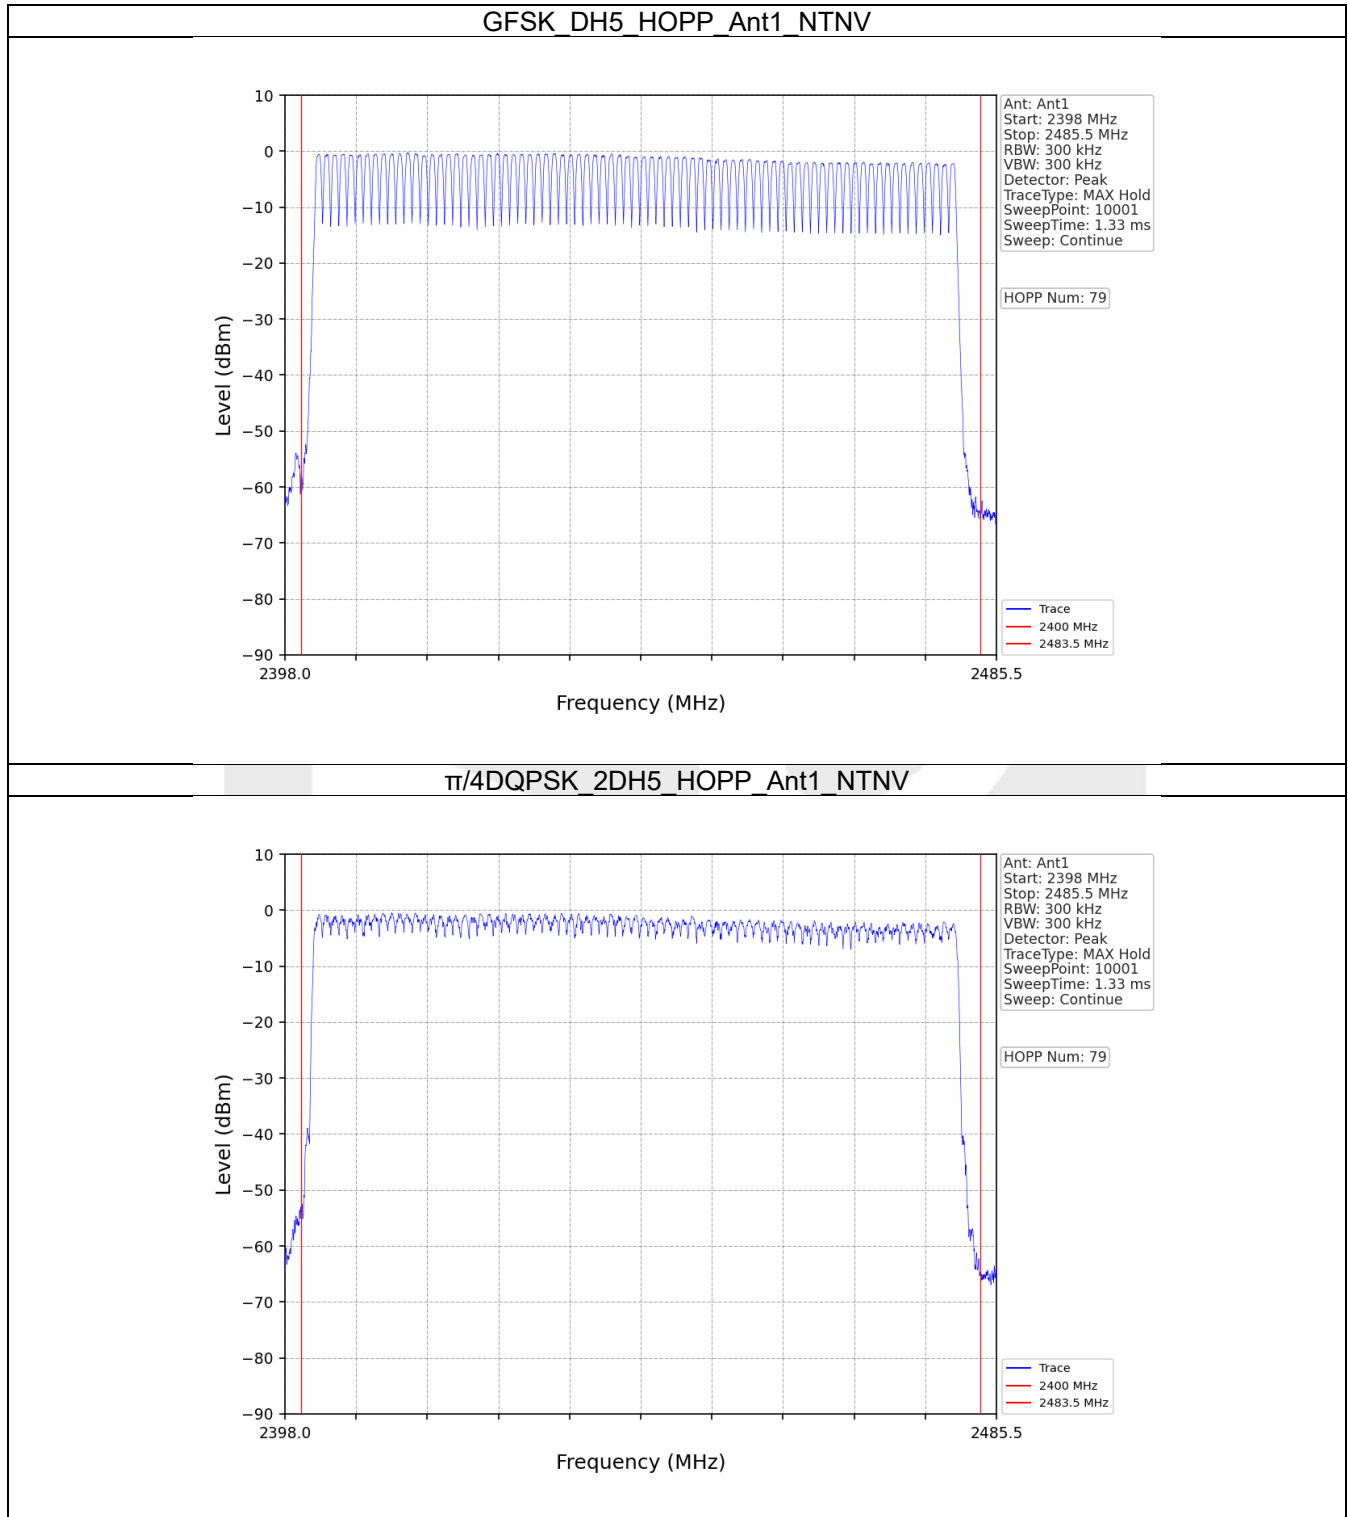 GFSK_DH5_HOPP_Ant1_NTNV
10
0
−10
−20
−30
−40
−50
−60
−70
−80
−90
Level (dBm)
2398.0
2485.5
Frequency (MHz)
Ant: Ant1
Start: 2398 MHz
Stop: 2485.5 MHz
RBW: 300 kHz
VBW: 300 kHz
Detector: Peak
TraceType: MAX Hold
SweepPoint: 10001
SweepTime: 1.33 ms
Sweep: Continue
HOPP Num: 79
Trace
2400 MHz
2483.5 MHz
π/4DQPSK_2DH5_HOPP_Ant1_NTNV
10
0
−10
−20
−30
−40
−50
−60
−70
−80
−90
Level (dBm)
2398.0
2485.5
Frequency (MHz)
Ant: Ant1
Start: 2398 MHz
Stop: 2485.5 MHz
RBW: 300 kHz
VBW: 300 kHz
Detector: Peak
TraceType: MAX Hold
SweepPoint: 10001
SweepTime: 1.33 ms
Sweep: Continue
HOPP Num: 79
Trace
2400 MHz
2483.5 MHz